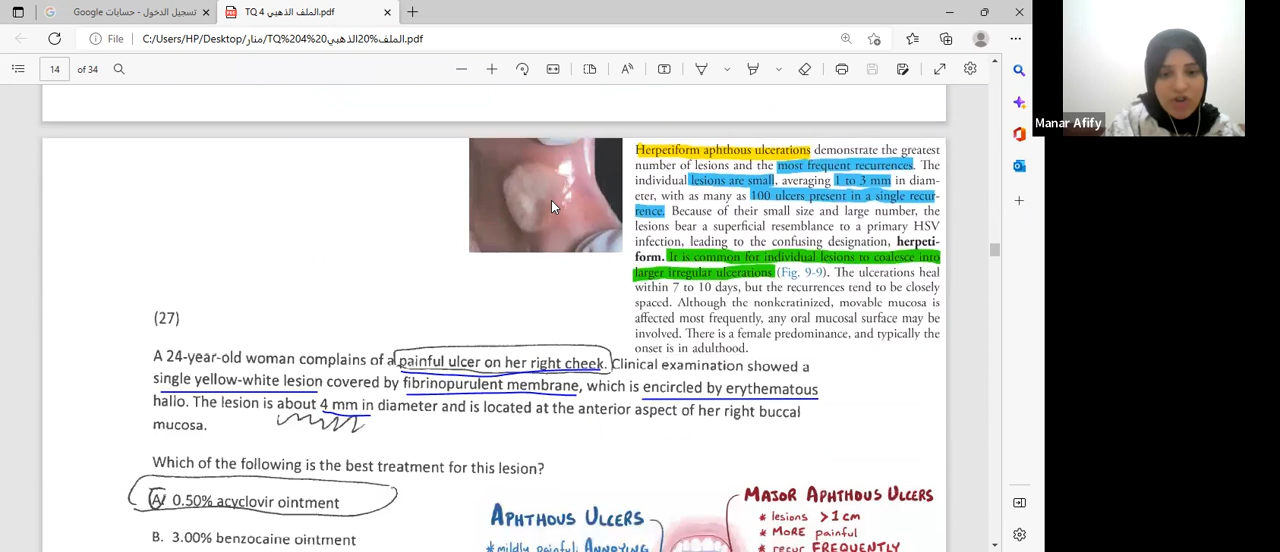 تسجيل الدخول - حسابات Google
TQ 4 الملف الذهبي.pdf
File
C:/Users/HP/Desktop/منار/TQ%204%20الملف%20الذهبي.pdf
14 of 34
Manar Afify
Herpetiform aphthous ulcerations demonstrate the greatest
number of lesions and the most frequent recurrences. The
individual lesions are small, averaging 1 to 3 mm in diam-
eter, with as many as 100 ulcers present in a single recur-
rence. Because of their small size and large number, the
lesions bear a superficial resemblance to a primary HSV
infection, leading to the confusing designation, herpeti-
form. It is common for individual lesions to coalesce into
larger irregular ulcerations (Fig. 9-9). The ulcerations heal
within 7 to 10 days, but the recurrences tend to be closely
spaced. Although the nonkeratinized, movable mucosa is
affected most frequently, any oral mucosal surface may be
involved. There is a female predominance, and typically the
onset is in adulthood.
(27)
A 24-year-old woman complains of a painful ulcer on her right cheek. Clinical examination showed a
single yellow-white lesion covered by fibrinopurulent membrane, which is encircled by erythematous
hallo. The lesion is about 4 mm in diameter and is located at the anterior aspect of her right buccal
mucosa.
Which of the following is the best treatment for this lesion?
A. 0.50% acyclovir ointment
B. 3.00% benzocaine ointment
APHTHOUS ULCERS
* mildly painful, ANNOYING
MAJOR APHTHOUS ULCERS
* lesions >1cm
* MORE painful
* recur FREQUENTLY